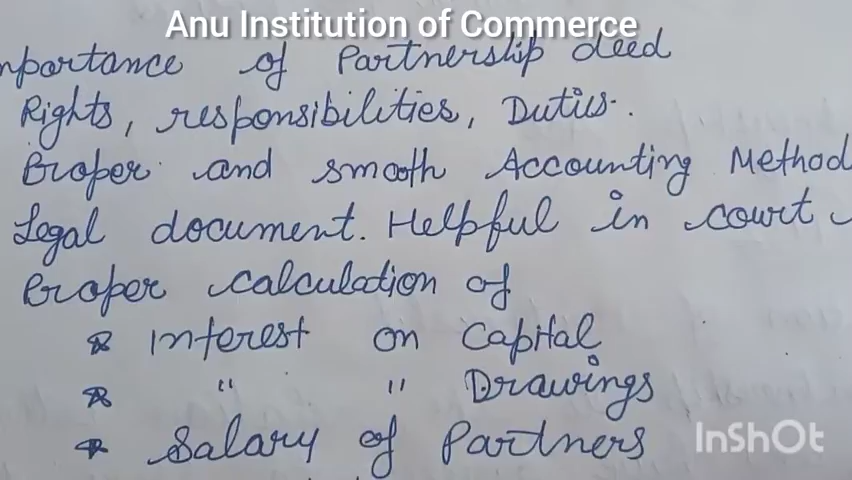 Anu Institution of Commerce
mportance of Partnership deed
Rights, responsibilities, Duties.
Proper and smooth Accounting Method
Legal document. Helpful in court
Proper calculation of
* Interest on Capital
* " " Drawings
* Salary of Partners
InShOt